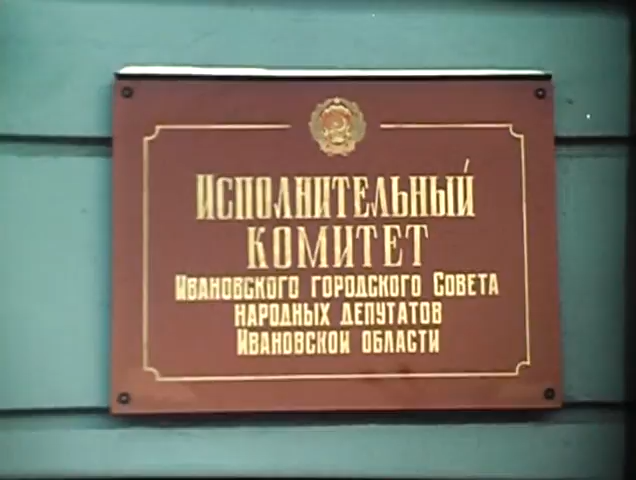 Исполнительный
комитет
Ивановского городского Совета
народных депутатов
Ивановской области